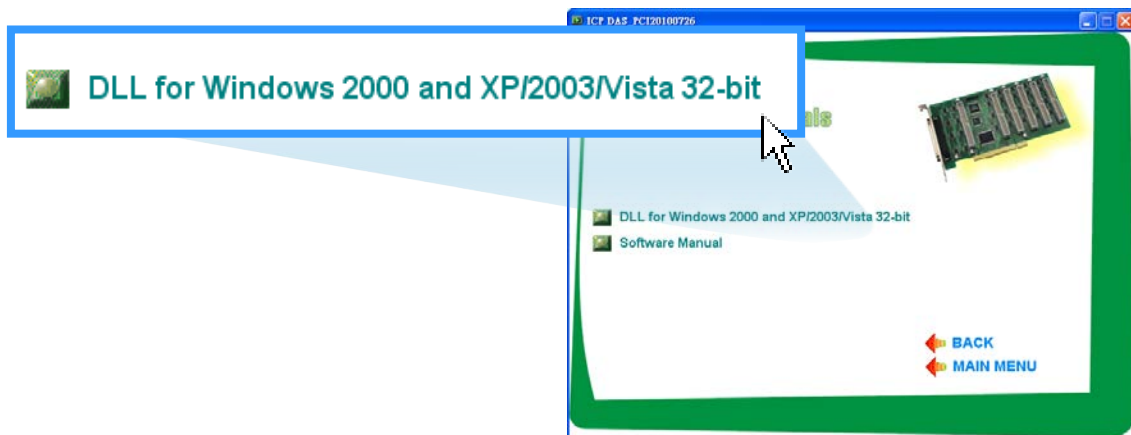 ICP DAS PCI20100726
DLL for Windows 2000 and XP/2003/Vista 32-bit
DLL for Windows 2000 and XP/2003/Vista 32-bit
Software Manual
BACK
MAIN MENU